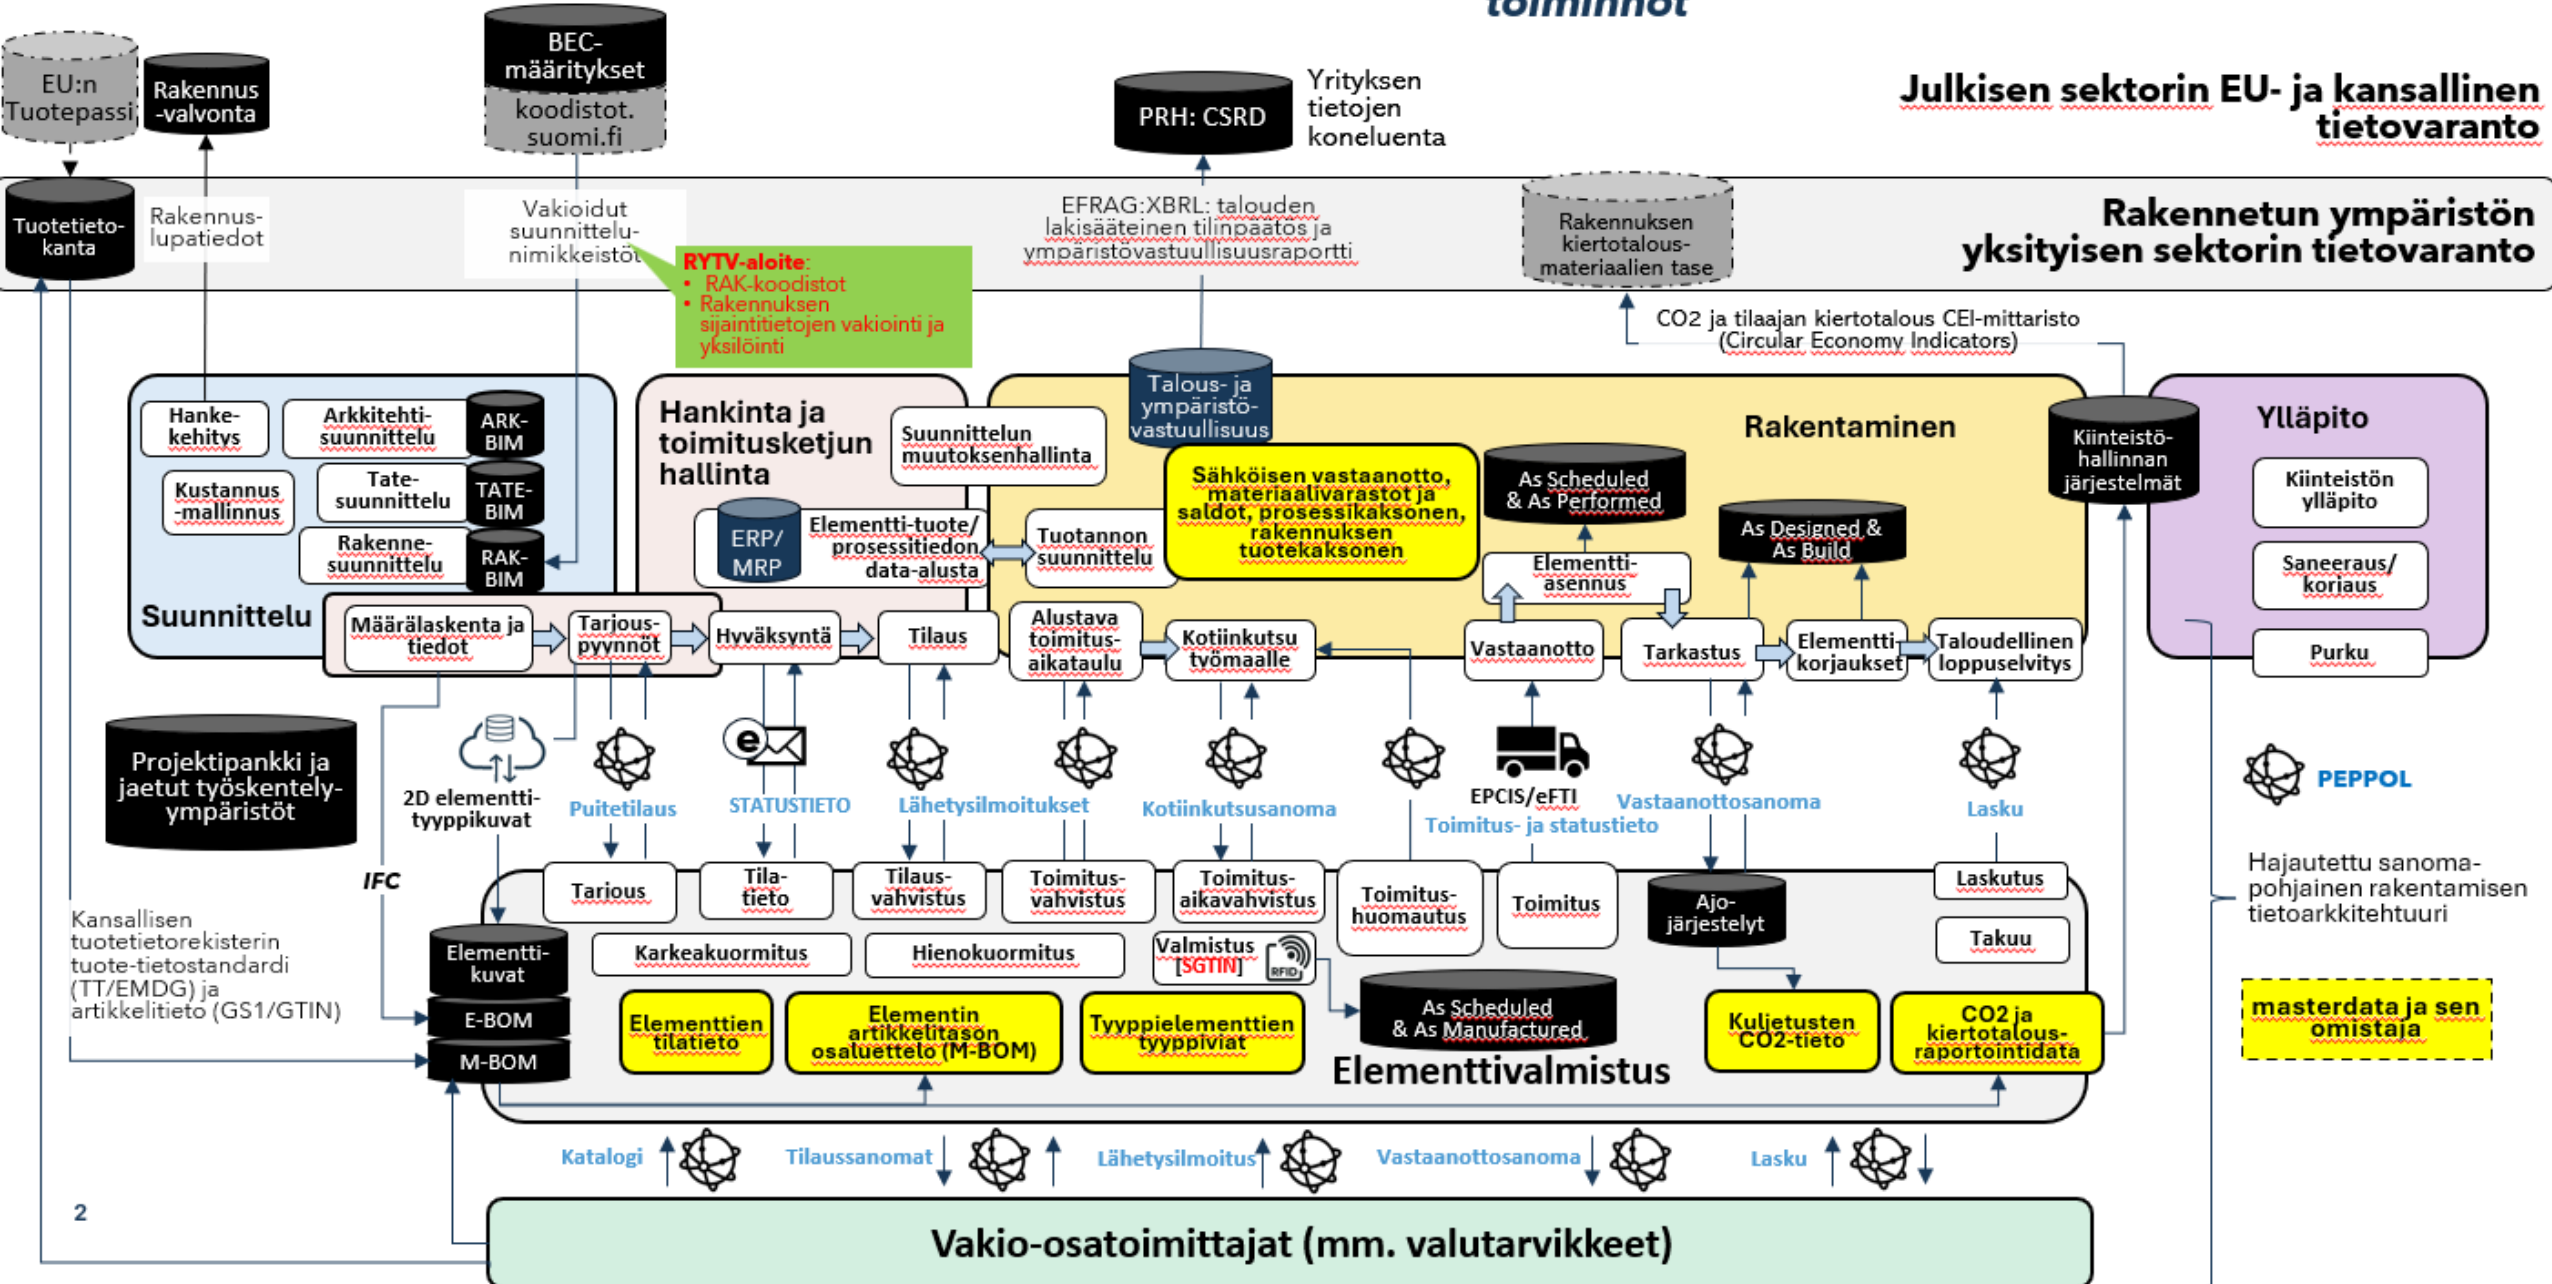 toiminnot
EU:n
Tuotepassi
Rakennus
-valvonta
BEC-
määritykset
koodistot.
suomi.fi
PRH: CSRD
Yrityksen
tietojen
koneluenta
Julkisen sektorin EU- ja kansallinen
tietovaranto
Tuotetieto-
kanta
Rakennus-
lupatiedot
Vakioidut
suunnittelu-
nimikkeistöt
RYTV-aloite:
• RAK-koodistot
• Rakennuksen
sijaintitietojen vakiointi ja
yksilöinti
EFRAG:XBRL: talouden
lakisääteinen tilinpäätös ja
ympäristövastuullisuusraportti
Rakennuksen
kiertotalous-
materiaalien tase
Rakennetun ympäristön
yksityisen sektorin tietovaranto
CO2 ja tilaajan kiertotalous CEI-mittaristo
(Circular Economy Indicators)
Hanke-
kehitys
Arkkitehti-
suunnittelu
ARK-
BIM
Kustannus
-mallinnus
Tate-
suunnittelu
TATE-
BIM
Rakenne-
suunnittelu
RAK-
BIM
Suunnittelu
Määrälaskenta ja
tiedot
Tarjous-
pyynnöt
Hankinta ja
toimitusketjun
hallinta
Suunnittelun
muutoksenhallinta
ERP/
MRP
Elementti-tuote/
prosessitiedon
data-alusta
Hyväksyntä
Tilaus
Talous- ja
ympäristö-
vastuullisuus
Rakentaminen
Tuotannon
suunnittelu
Sähköisen vastaanotto,
materiaalivarastot ja
saldot, prosessikaksonen,
rakennuksen
tuotekaksonen
As Scheduled
& As Performed
As Designed &
As Build
Elementti-
asennus
Alustava
toimitus-
aikataulu
Kotiinkutsu
työmaalle
Vastaanotto
Tarkastus
Elementti
korjaukset
Taloudellinen
loppuselvitys
Kiinteistö-
hallinnan
järjestelmät
Ylläpito
Kiinteistön
ylläpito
Saneeraus/
korjaus
Purku
Projektipankki ja
jaetut työskentely-
ympäristöt
2D elementti-
tyyppikuvat
Puitetilaus
e
STATUSTIETO
Lähetysilmoitukset
Kotiinkutsusanoma
EPCIS/eFTI
Toimitus- ja statustieto
Vastaanottosanoma
Lasku
PEPPOL
IFC
Kansallisen
tuotetietorekisterin
tuote-tietostandardi
(TT/EMDG) ja
artikkelitieto (GS1/GTIN)
Tarjous
Tila-
tieto
Tilaus-
vahvistus
Toimitus-
vahvistus
Toimitus-
aikavahvistus
Toimitus-
huomautus
Toimitus
Ajo-
järjestelyt
Laskutus
Takuu
Elementti-
kuvat
E-BOM
M-BOM
Karkeakuormitus
Hienokuormitus
Valmistus
[SGTIN]
RFID
As Scheduled
& As Manufactured
Elementtien
tilatieto
Elementin
artikkelitason
osaluettelo (M-BOM)
Tyyppielementtien
tyyppiviat
Kuljetusten
CO2-tieto
CO2 ja
kiertotalous-
raportointidata
Elementtivalmistus
Hajautettu sanoma-
pohjainen rakentamisen
tietoarkkitehtuuri
masterdata ja sen
omistaja
Katalogi
Tilaussanomat
Lähetysilmoitus
Vastaanottosanoma
Lasku
2
Vakio-osatoimittajat (mm. valutarvikkeet)